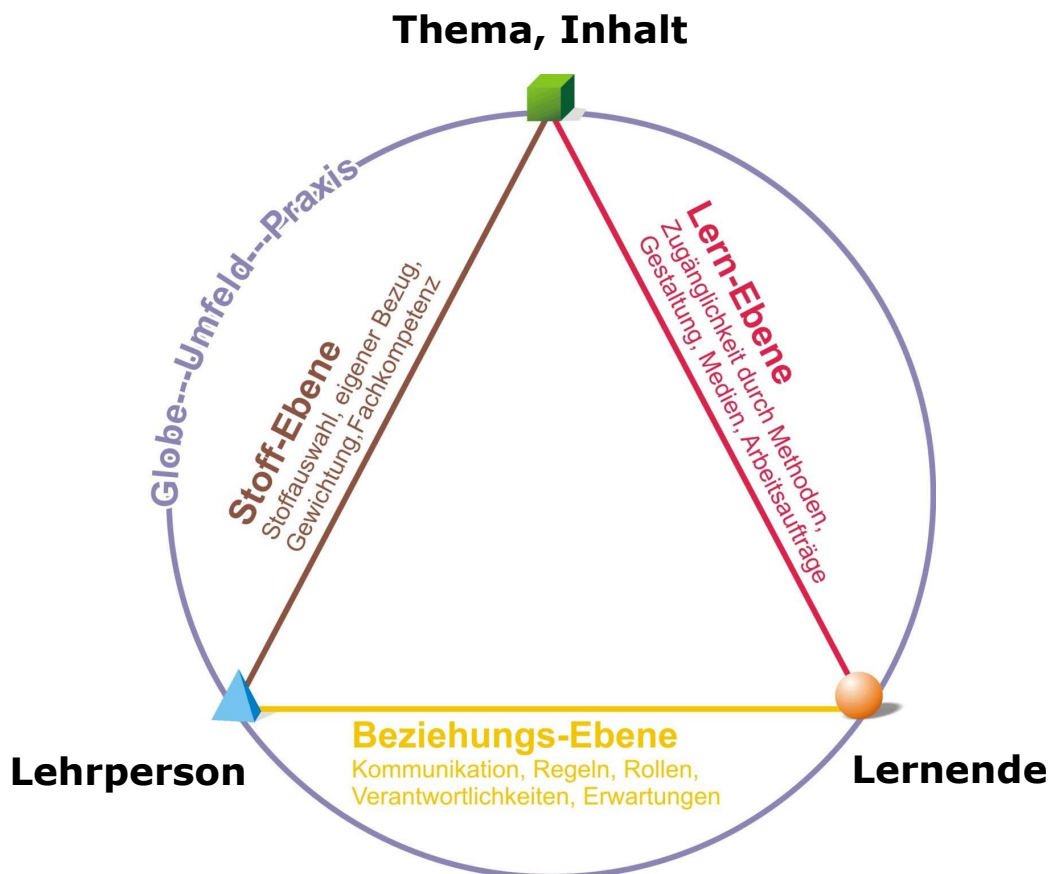 Thema, Inhalt
Globe---Umfeld---Praxis
Stoff-Ebene
Stoffauswahl, eigener Bezug,
Gewichtung,Fachkompetenz
Lern-Ebene
Zugänglichkeit durch Methoden,
Gestaltung, Medien, Arbeitsaufträge
Beziehungs-Ebene
Kommunikation, Regeln, Rollen,
Verantwortlichkeiten, Erwartungen
Lehrperson
Lernende